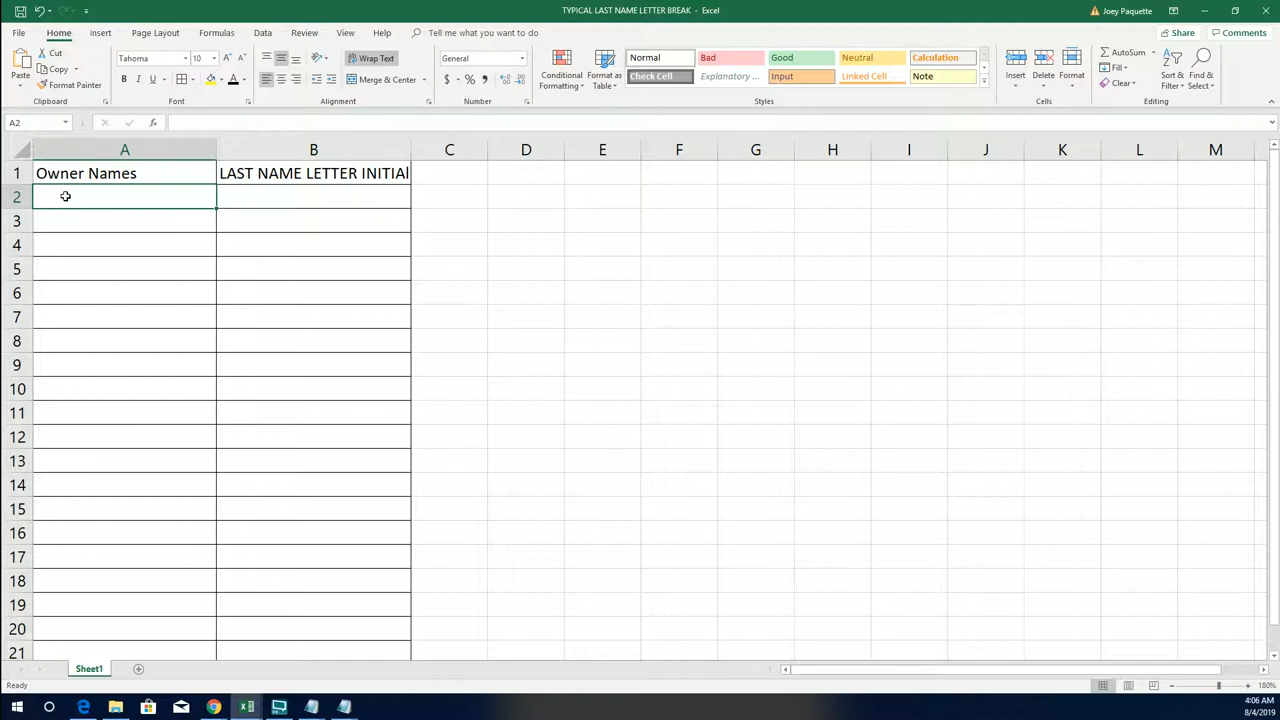 TYPICAL LAST NAME LETTER BREAK - Excel
Joey Paquette
File Home Insert Page Layout Formulas Data Review View Help Tell me what you want to do
Share Comments
Paste
Cut
Copy
Format Painter
Clipboard
Tahoma 10
B I U
Font
Wrap Text
Merge & Center
Alignment
General
$ % ,
Number
Conditional Formatting
Format as Table
Normal Bad Good Neutral Calculation
Check Cell Explanatory ... Input Linked Cell Note
Styles
Insert Delete Format
Cells
AutoSum
Fill
Clear
Sort & Filter
Find & Select
Editing
A2 fx
A B C D E F G H I J K L M
1 Owner Names LAST NAME LETTER INITIAl
2
3
4
5
6
7
8
9
10
11
12
13
14
15
16
17
18
19
20
21
Sheet1
Ready 180%
4:06 AM
8/4/2019